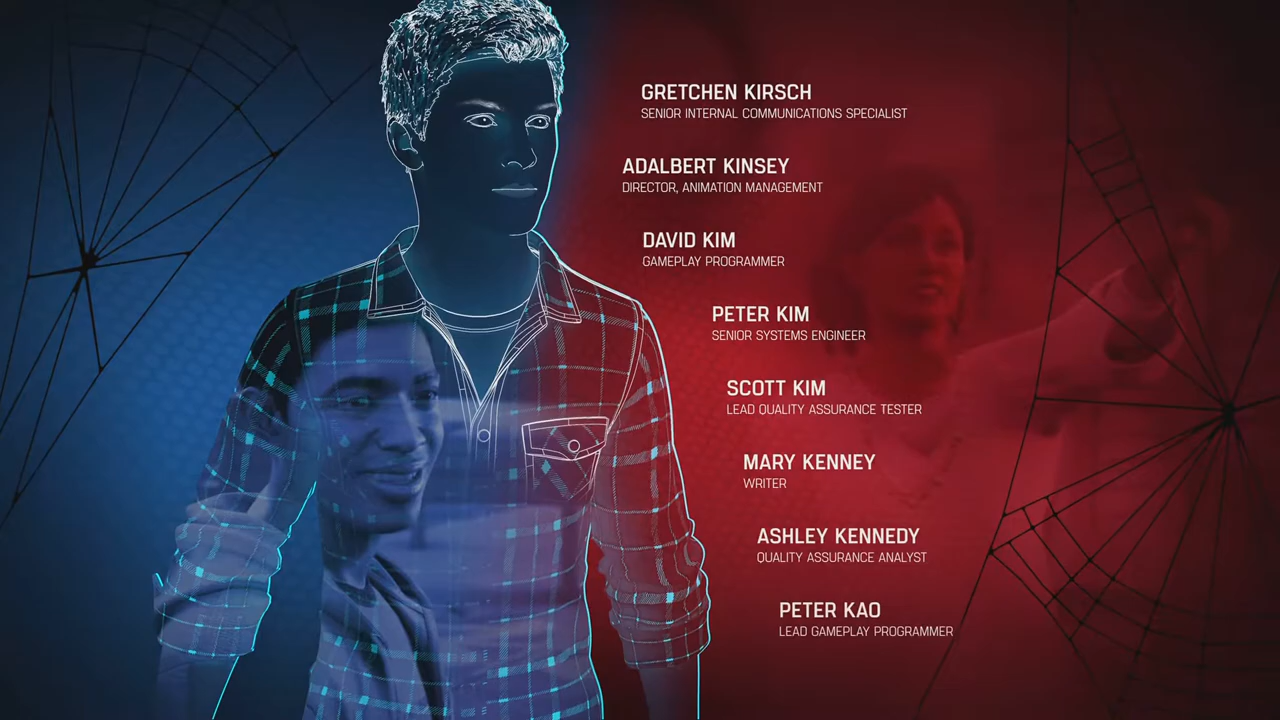 GRETCHEN KIRSCH
SENIOR INTERNAL COMMUNICATIONS SPECIALIST
ADALBERT KINSEY
DIRECTOR, ANIMATION MANAGEMENT
DAVID KIM
GAMEPLAY PROGRAMMER
PETER KIM
SENIOR SYSTEMS ENGINEER
SCOTT KIM
LEAD QUALITY ASSURANCE TESTER
MARY KENNEY
WRITER
ASHLEY KENNEDY
QUALITY ASSURANCE ANALYST
PETER KAO
LEAD GAMEPLAY PROGRAMMER